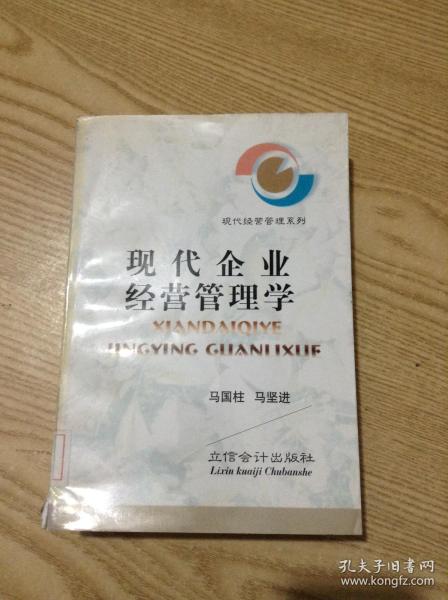 现代经营管理系列
现代企业
经营管理学
XIANDAIQIYE
JINGYING GUANLIXUE
马国柱 马坚进
立信会计出版社
Lixin kuaiji Chubanshe
孔夫子旧书网
www.kongfz.com